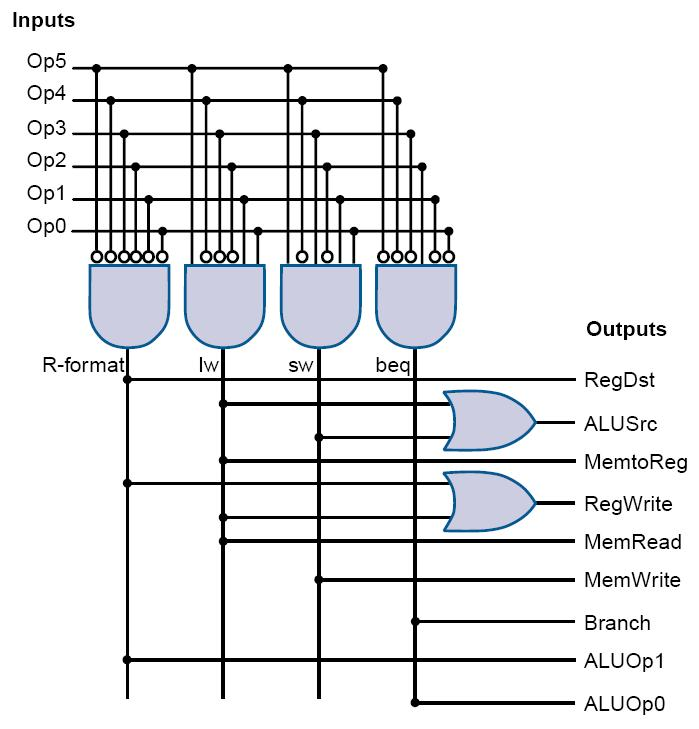 Inputs
Op5
Op4
Op3
Op2
Op1
Op0
Outputs
R-format
lw
sw
beq
RegDst
ALUSrc
MemtoReg
RegWrite
MemRead
MemWrite
Branch
ALUOp1
ALUOp0